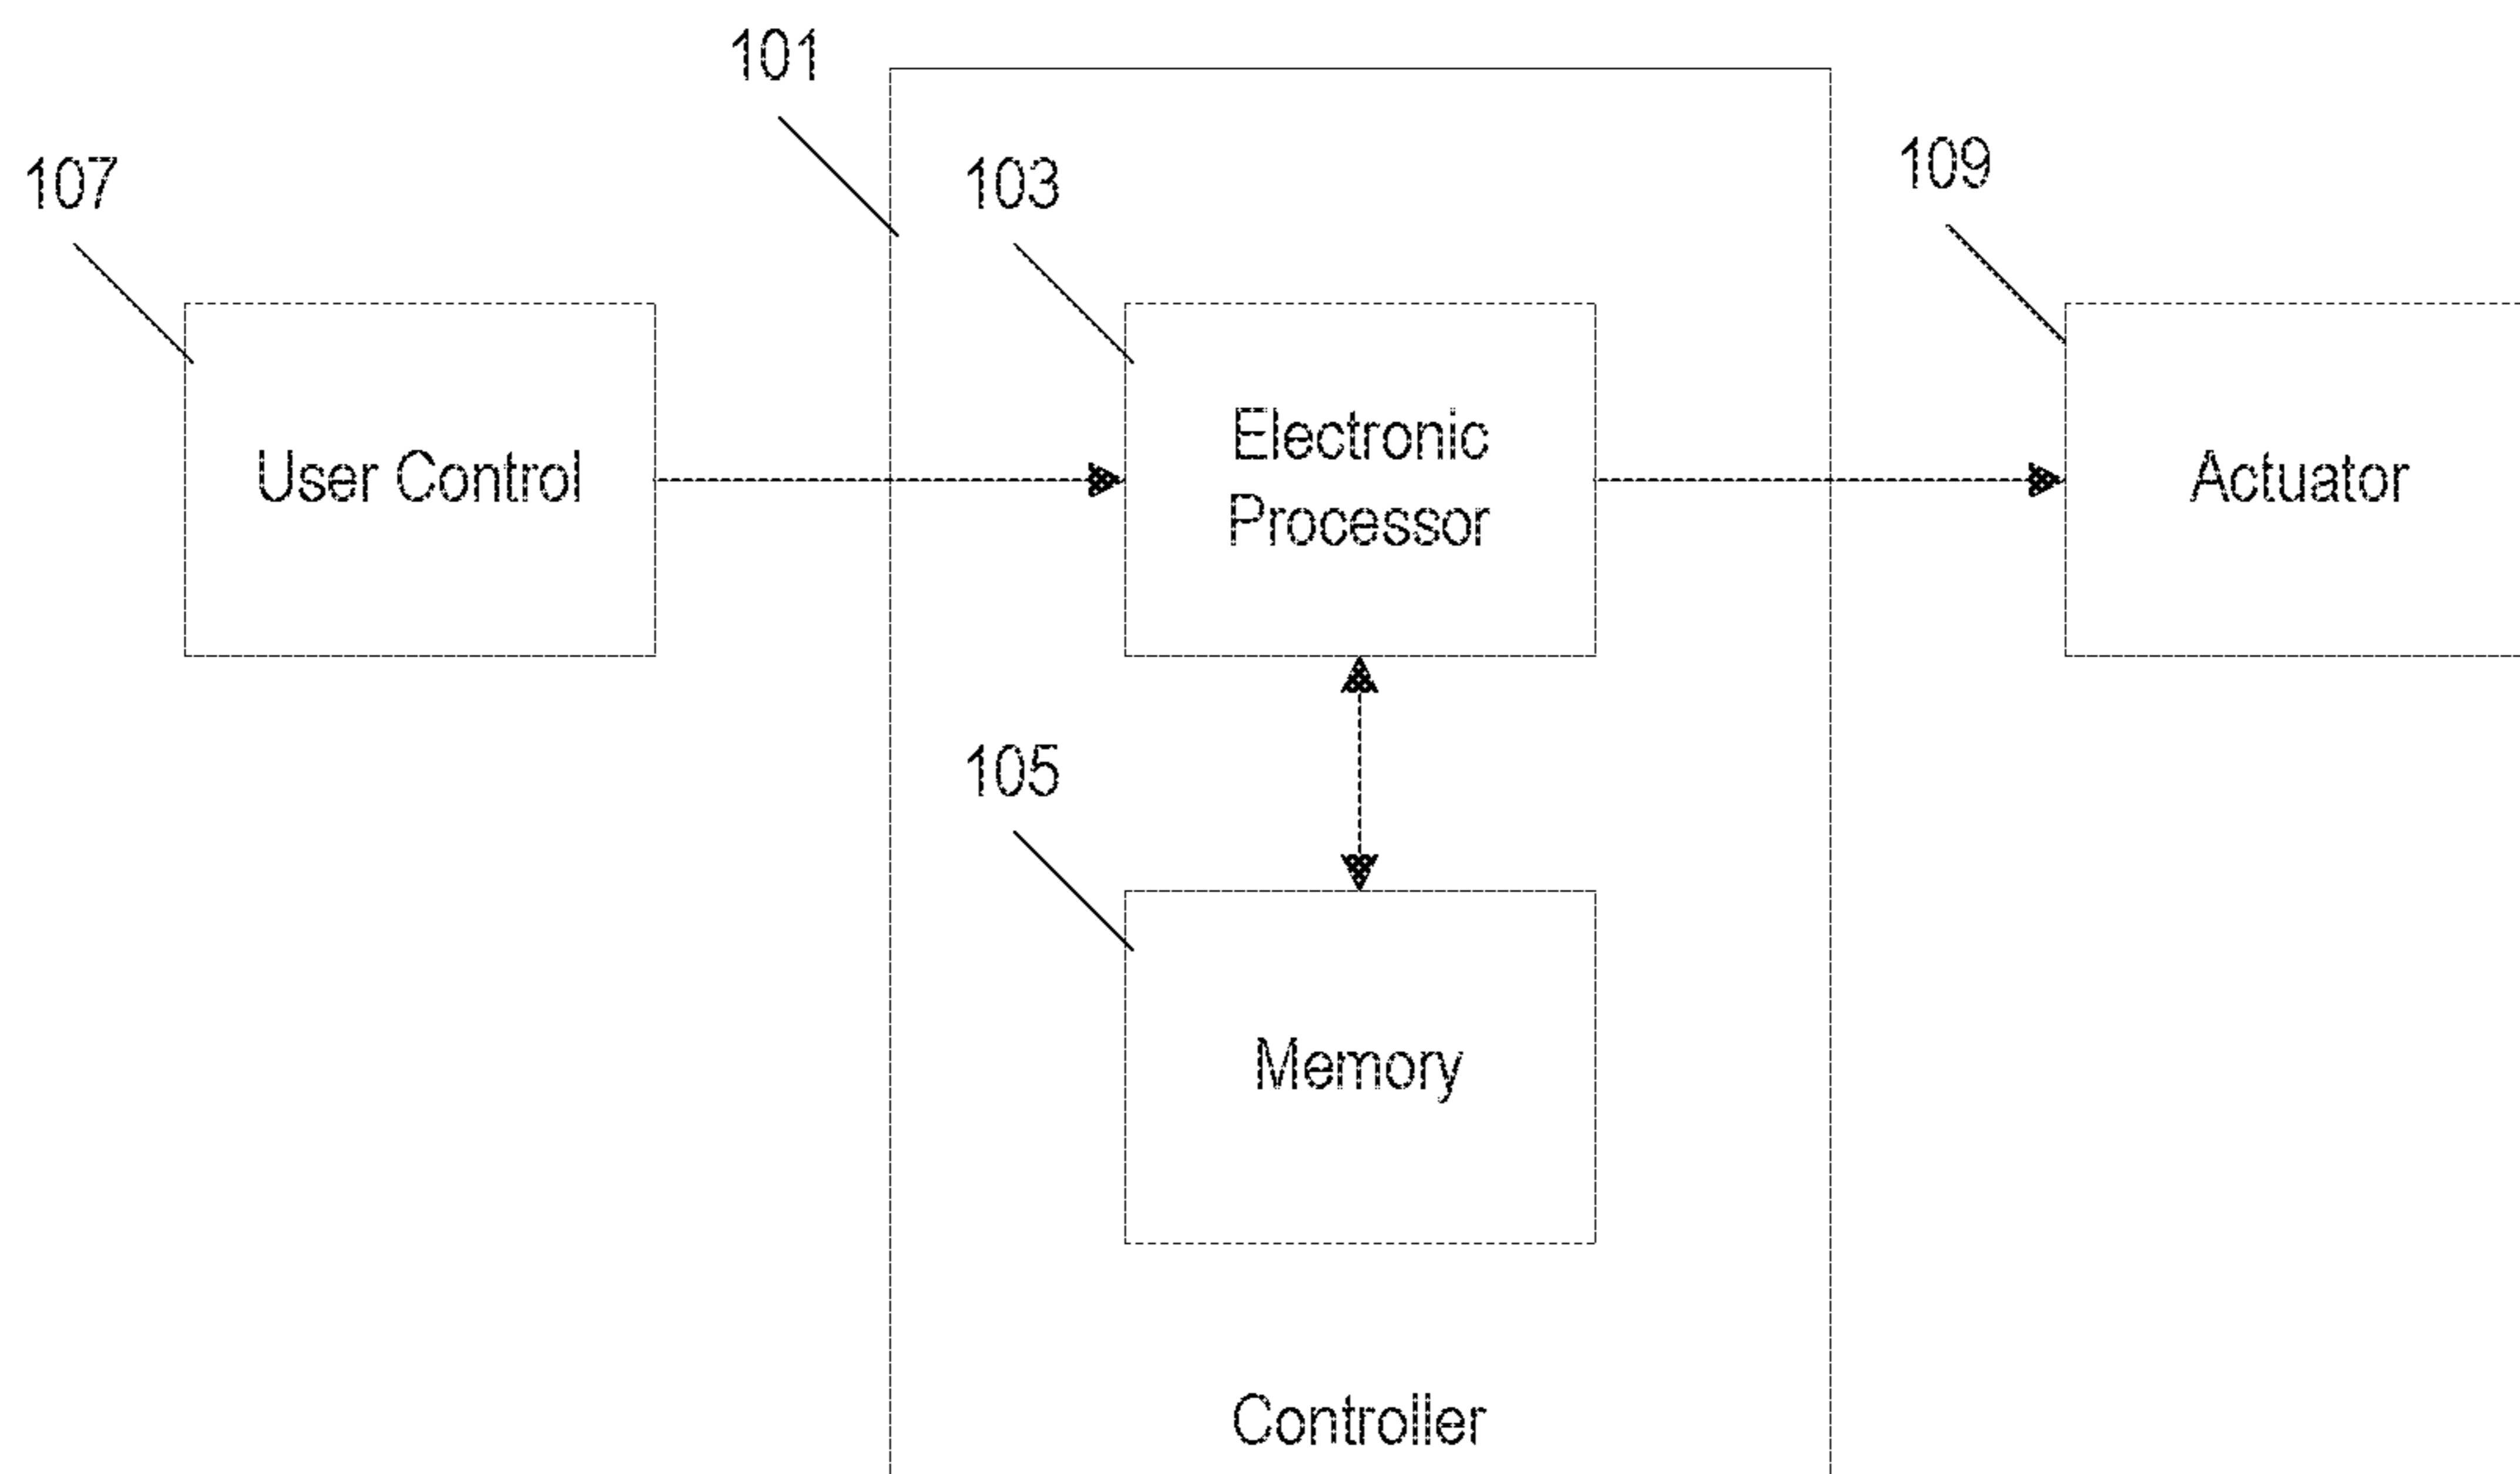 101
107
103
109
User Control
Electronic
Processor
Actuator
105
Memory
Controller